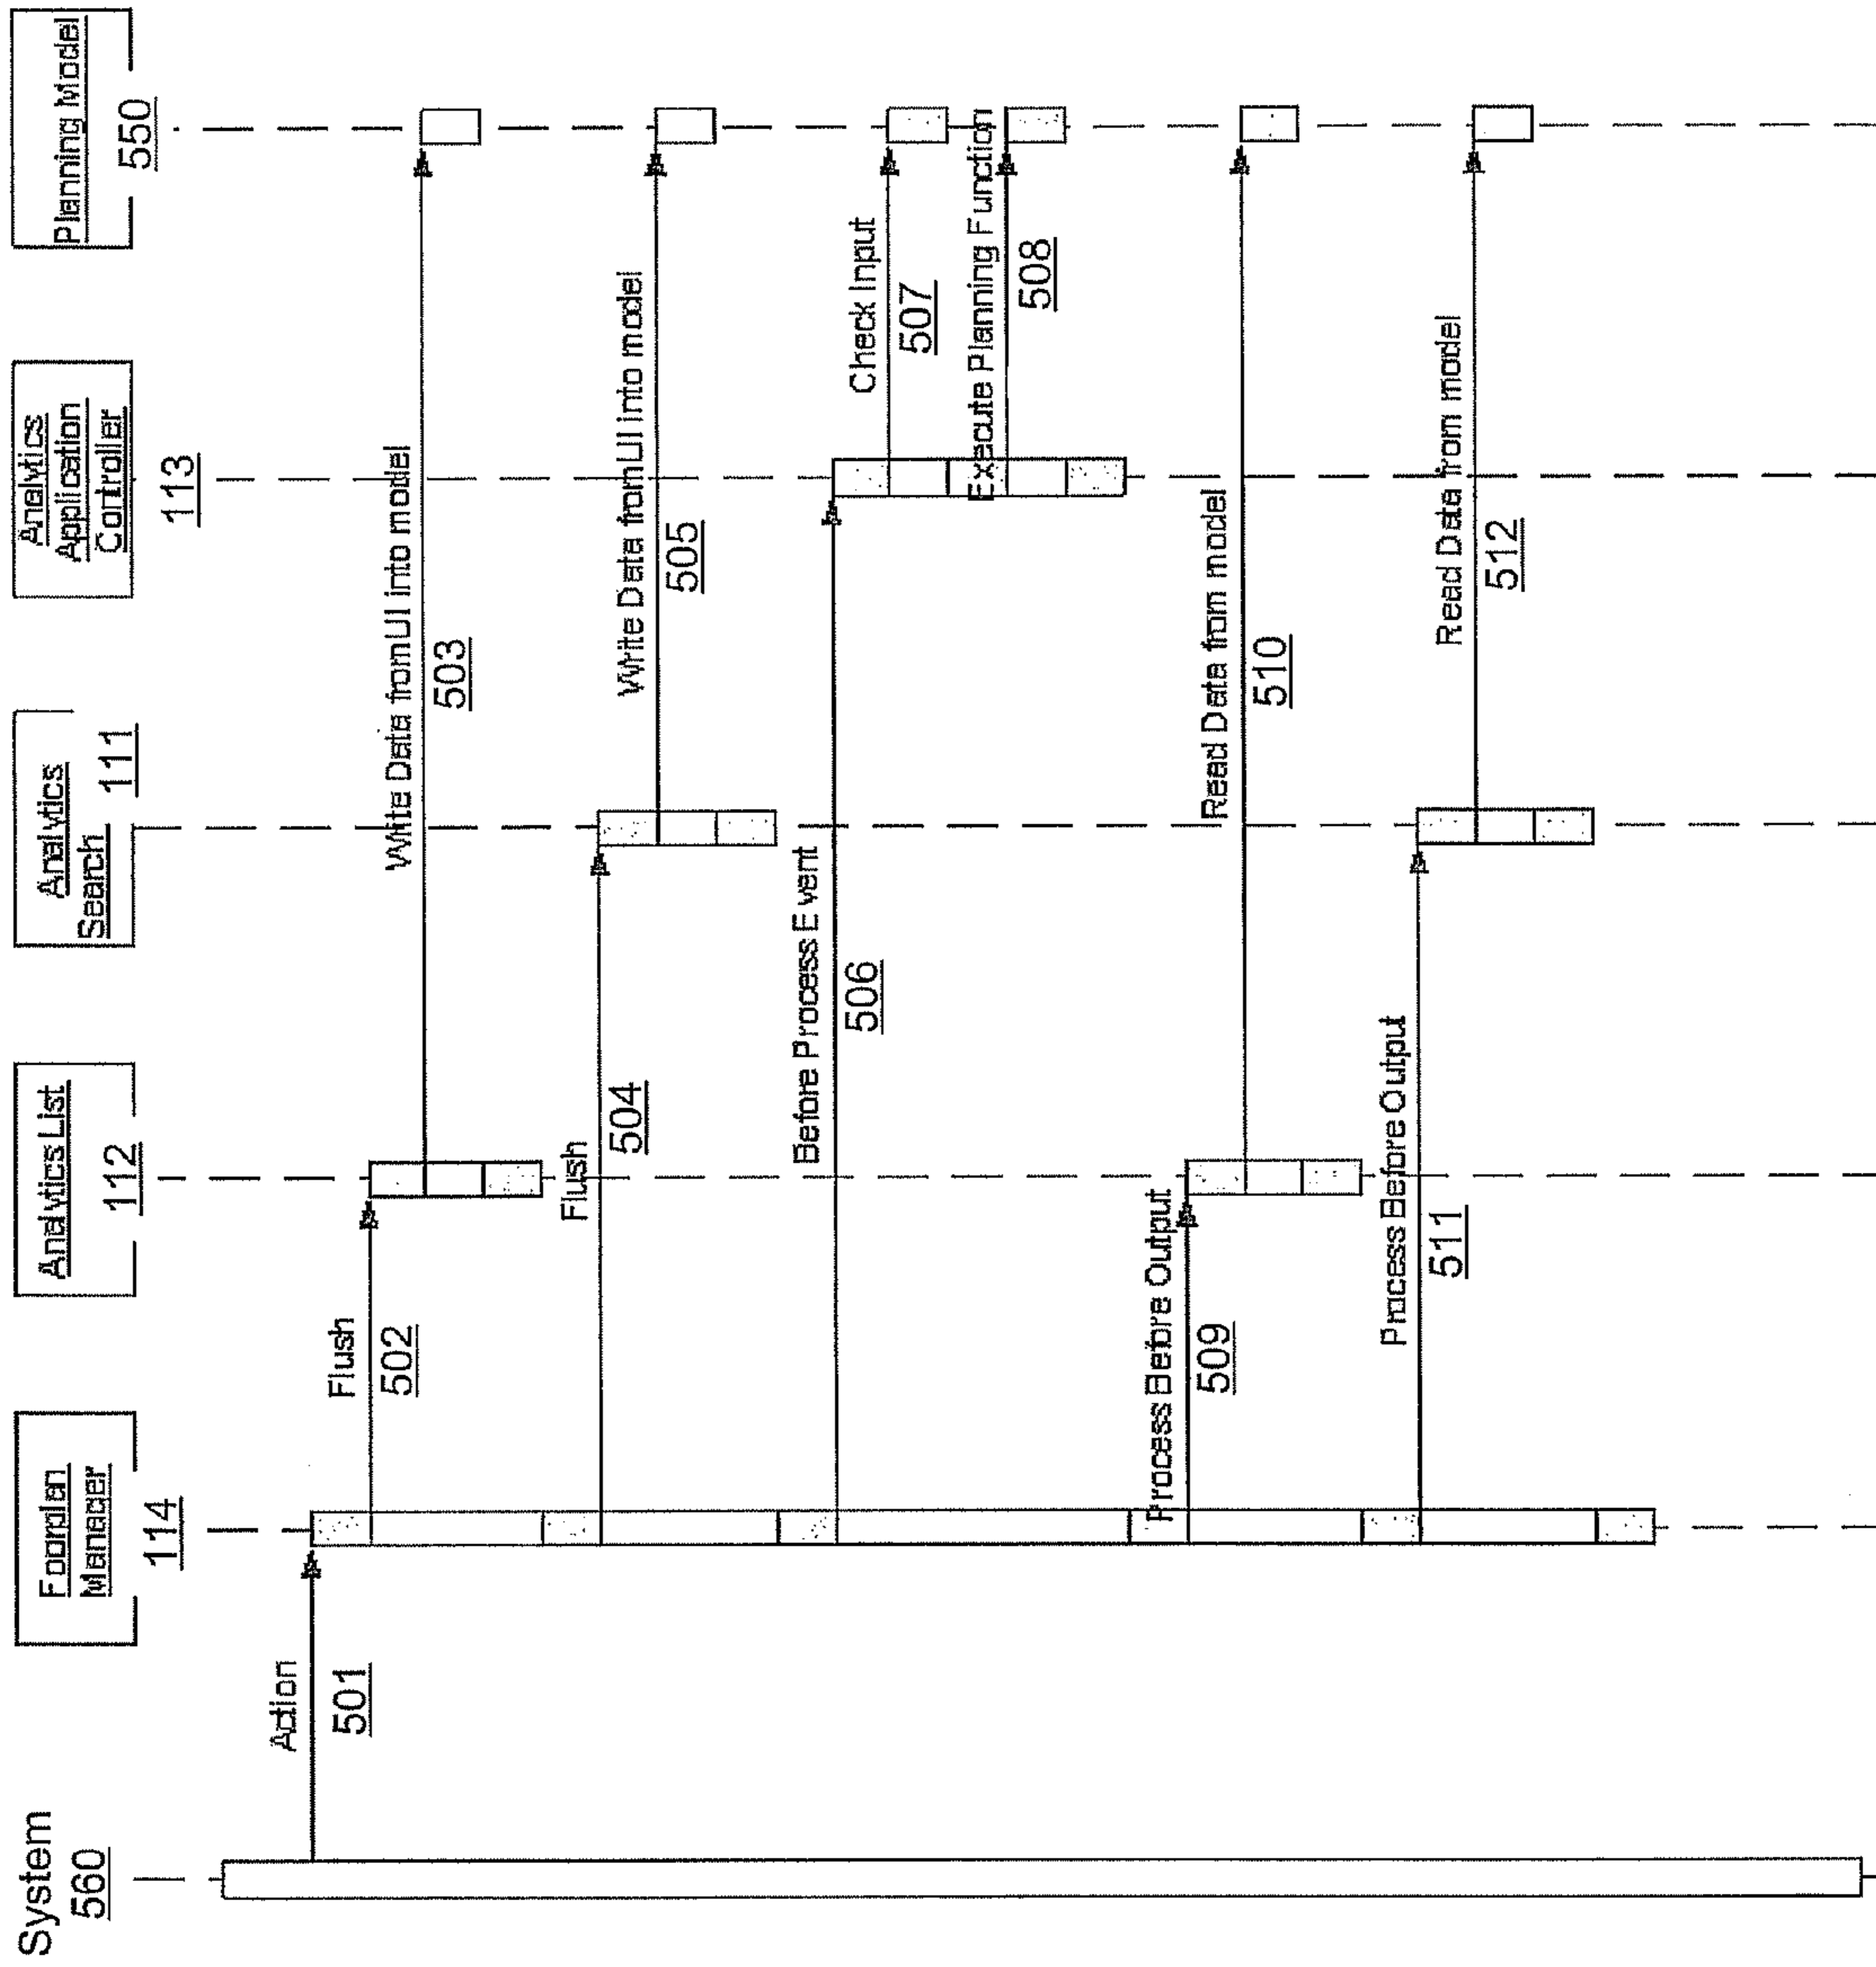 System
560
Floorplan
Manager
114
Analytics List
112
Analytics
Search
111
Analytics
Application
Controller
113
Planning Model
550
Action
501
Flush
502
Write Data from UI into model
503
Flush
504
Write Data from UI into model
505
Before Process Event
506
Check Input
507
Execute Planning Function
508
Process Before Output
509
Read Data from model
510
Process Before Output
511
Read Data from model
512